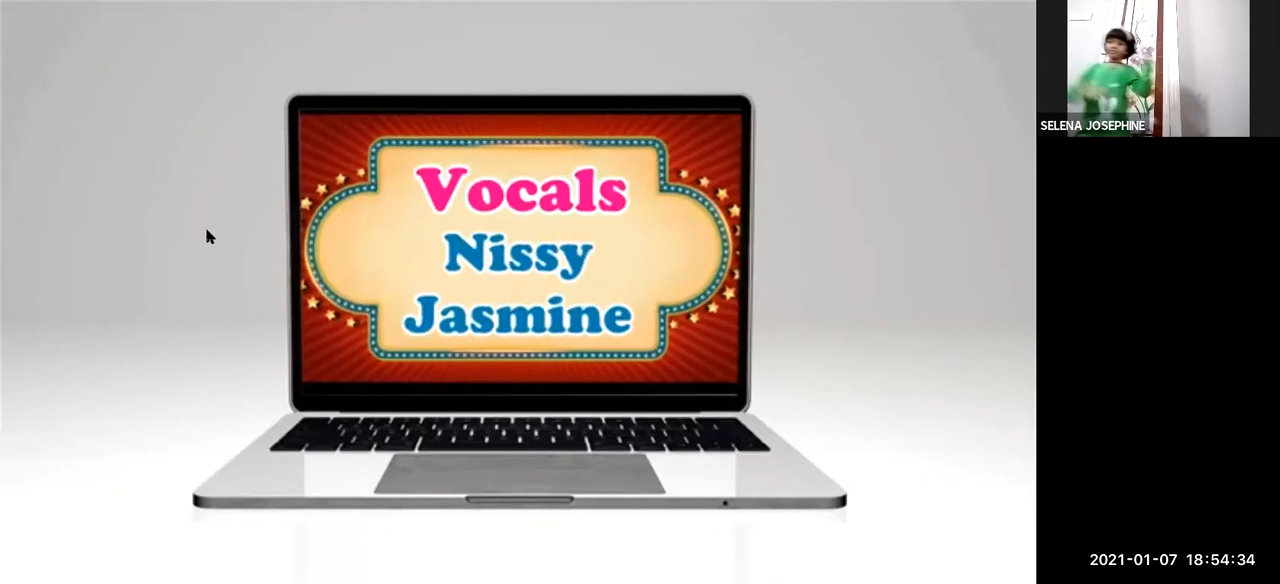 Vocals
Nissy
Jasmine
SELENA JOSEPHINE
2021-01-07 18:54:34